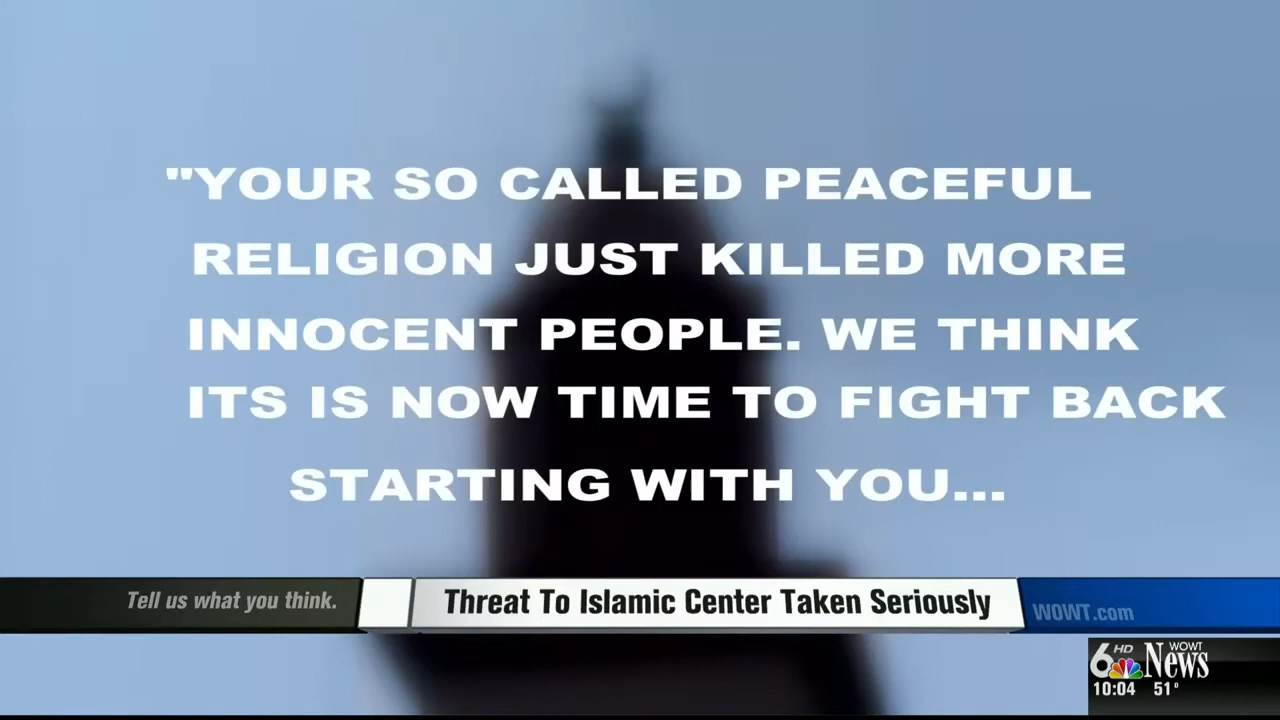 "YOUR SO CALLED PEACEFUL
RELIGION JUST KILLED MORE
INNOCENT PEOPLE. WE THINK
ITS IS NOW TIME TO FIGHT BACK
STARTING WITH YOU...
Tell us what you think.
Threat To Islamic Center Taken Seriously
WOWT.com
6 HD WOWT News
10:04 51°